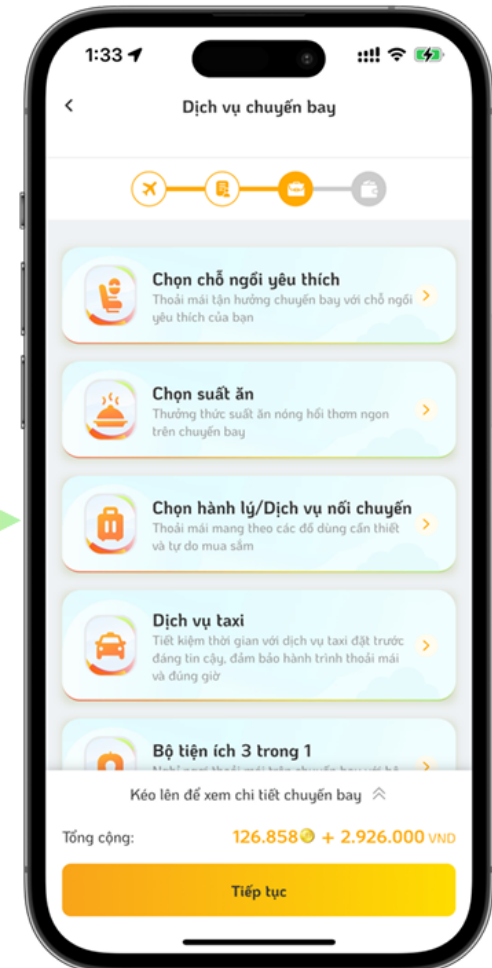 1:33
Dịch vụ chuyến bay
Chọn chỗ ngồi yêu thích
Thoải mái tận hưởng chuyến bay với chỗ ngồi
yêu thích của bạn
Chọn suất ăn
Thưởng thức suất ăn nóng hổi thơm ngon
trên chuyến bay
Chọn hành lý/Dịch vụ nối chuyến
Thoải mái mang theo các đồ dùng cần thiết
và tự do mua sắm
Dịch vụ taxi
Tiết kiệm thời gian với dịch vụ taxi đặt trước
đáng tin cậy, đảm bảo hành trình thoải mái
và đúng giờ
Bộ tiện ích 3 trong 1
Kéo lên để xem chi tiết chuyến bay
Tổng cộng: 126.858 + 2.926.000 VND
Tiếp tục